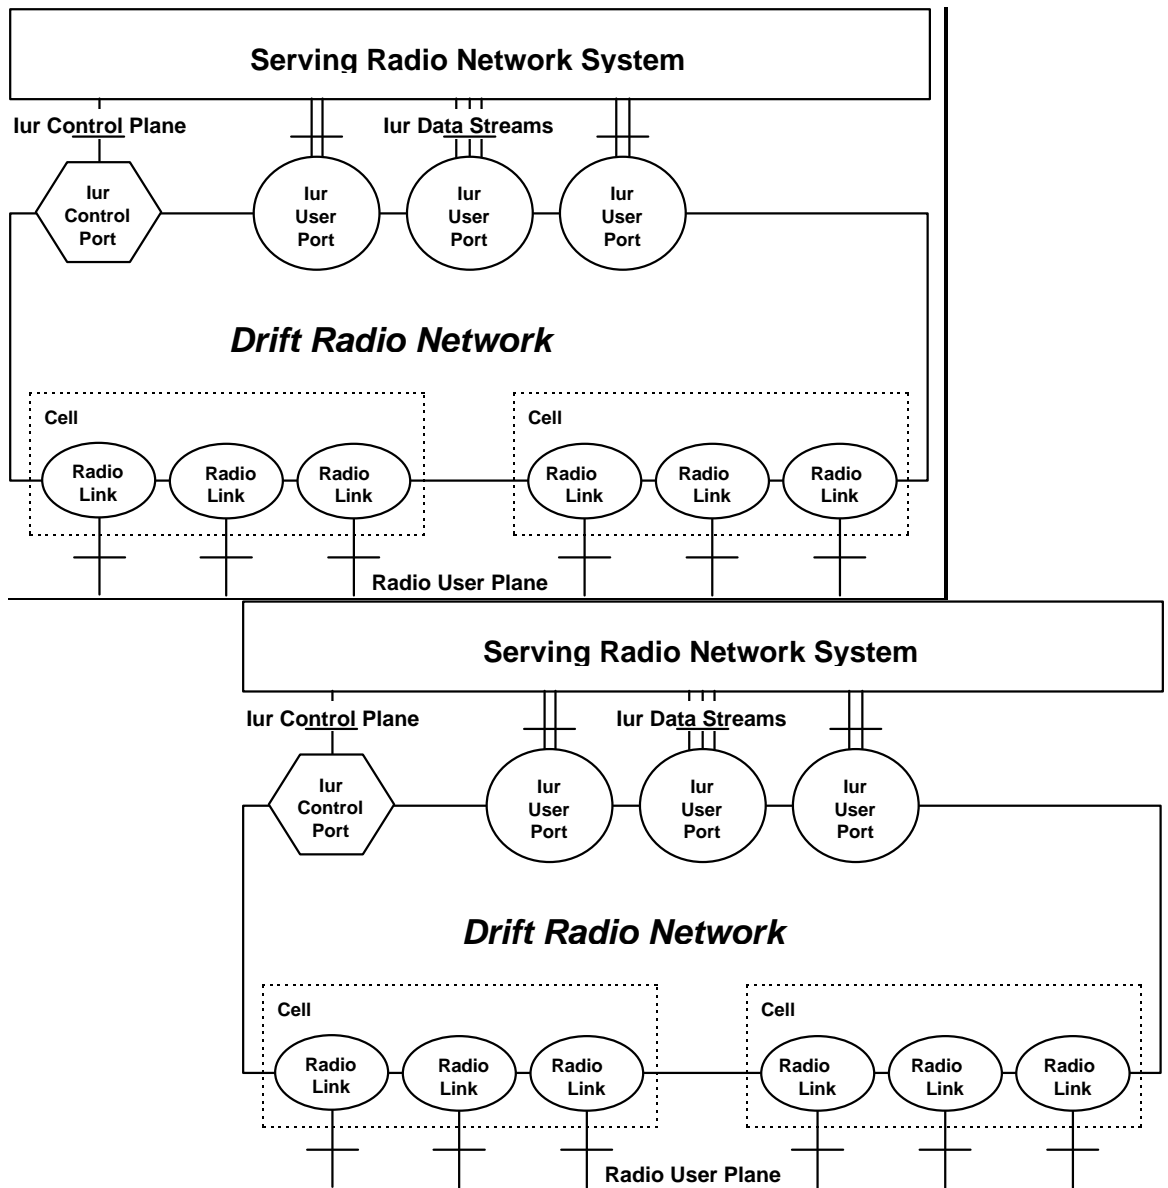 Serving Radio Network System
Iur Control Plane
Iur Data Streams
Iur
Control
Port
Iur
User
Port
Iur
User
Port
Iur
User
Port
Drift Radio Network
Cell
Radio
Link
Radio
Link
Radio
Link
Cell
Radio
Link
Radio
Link
Radio
Link
Radio User Plane
Serving Radio Network System
Iur Control Plane
Iur Data Streams
Iur
Control
Port
Iur
User
Port
Iur
User
Port
Iur
User
Port
Drift Radio Network
Cell
Radio
Link
Radio
Link
Radio
Link
Cell
Radio
Link
Radio
Link
Radio
Link
Radio User Plane